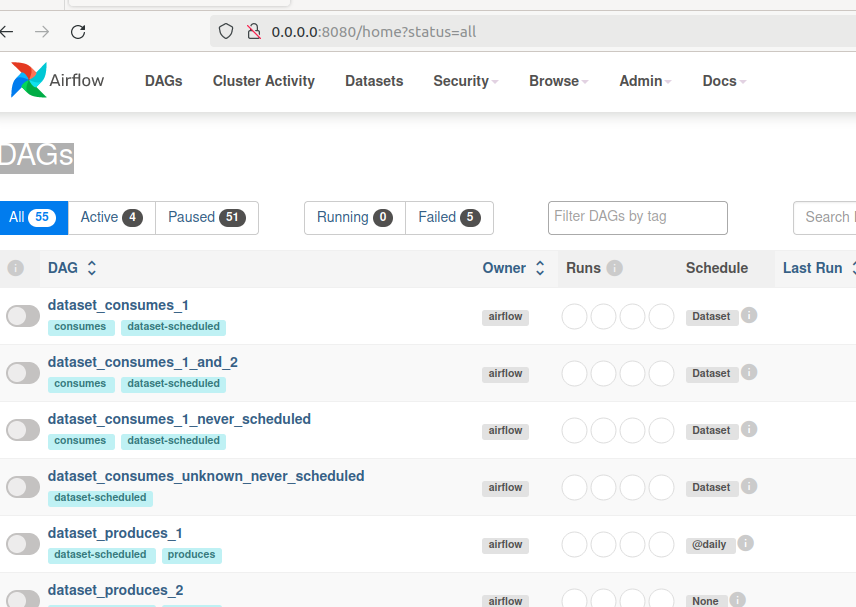 0.0.0.0:8080/home?status=all
Airflow DAGs Cluster Activity Datasets Security Browse Admin Docs
DAGs
All 55 Active 4 Paused 51 Running 0 Failed 5 Filter DAGs by tag Search
DAG Owner Runs Schedule Last Run
dataset_consumes_1
consumes dataset-scheduled airflow Dataset
dataset_consumes_1_and_2
consumes dataset-scheduled airflow Dataset
dataset_consumes_1_never_scheduled
consumes dataset-scheduled airflow Dataset
dataset_consumes_unknown_never_scheduled
dataset-scheduled airflow Dataset
dataset_produces_1
dataset-scheduled produces airflow @daily
dataset_produces_2
airflow None